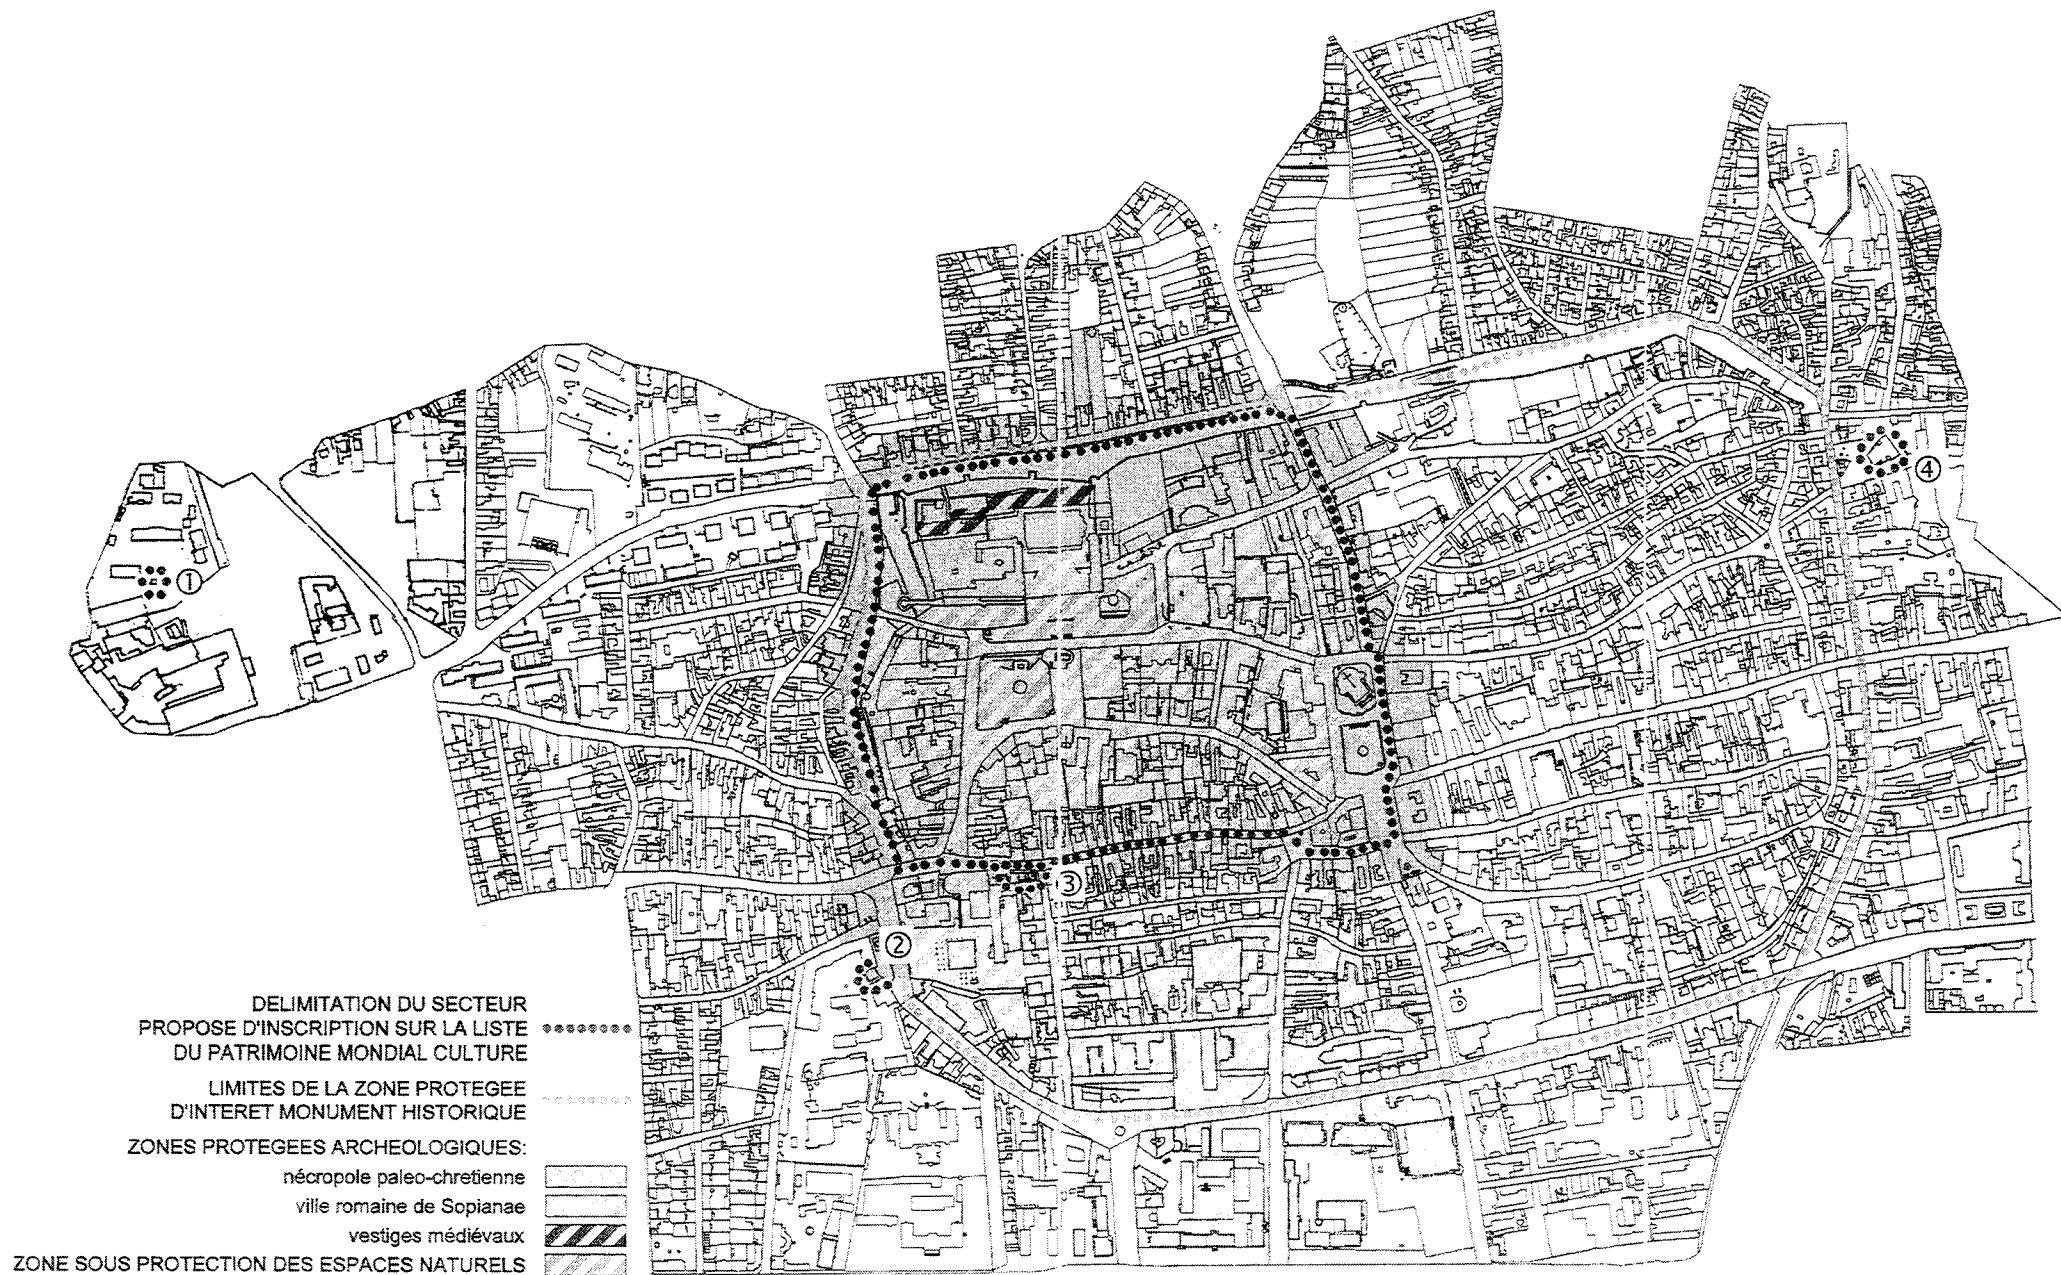 ①
②
③
④
DELIMITATION DU SECTEUR
PROPOSE D'INSCRIPTION SUR LA LISTE
DU PATRIMOINE MONDIAL CULTURE
LIMITES DE LA ZONE PROTEGEE
D'INTERET MONUMENT HISTORIQUE
ZONES PROTEGEES ARCHEOLOGIQUES:
nécropole paleo-chretienne
ville romaine de Sopianae
vestiges médiévaux
ZONE SOUS PROTECTION DES ESPACES NATURELS